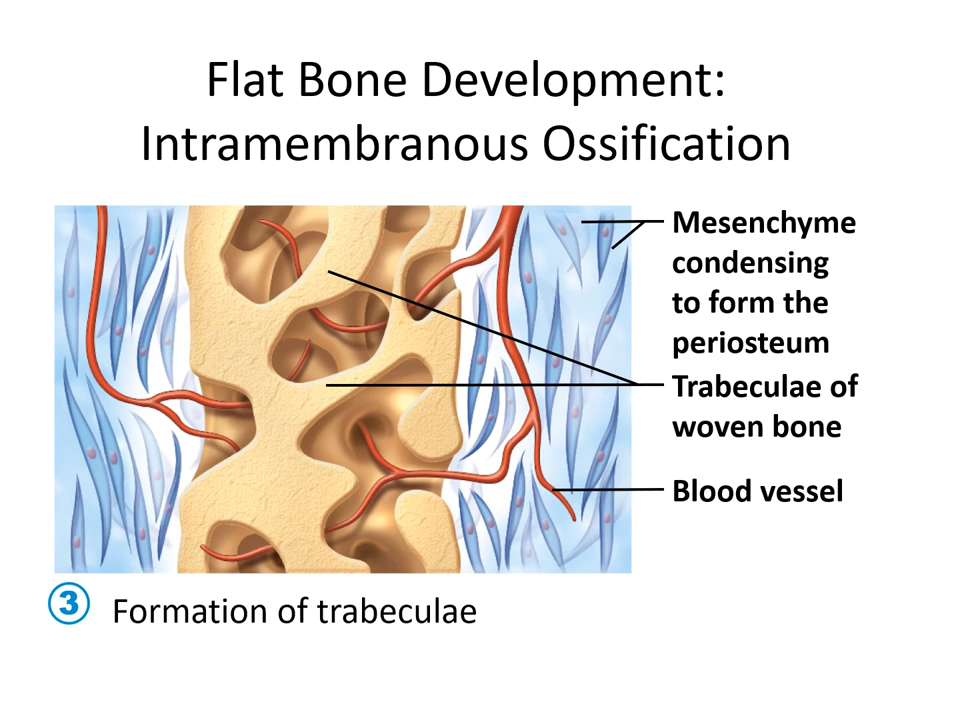 Flat Bone Development:
Intramembranous Ossification
Mesenchyme
condensing
to form the
periosteum
Trabeculae of
woven bone
Blood vessel
3 Formation of trabeculae